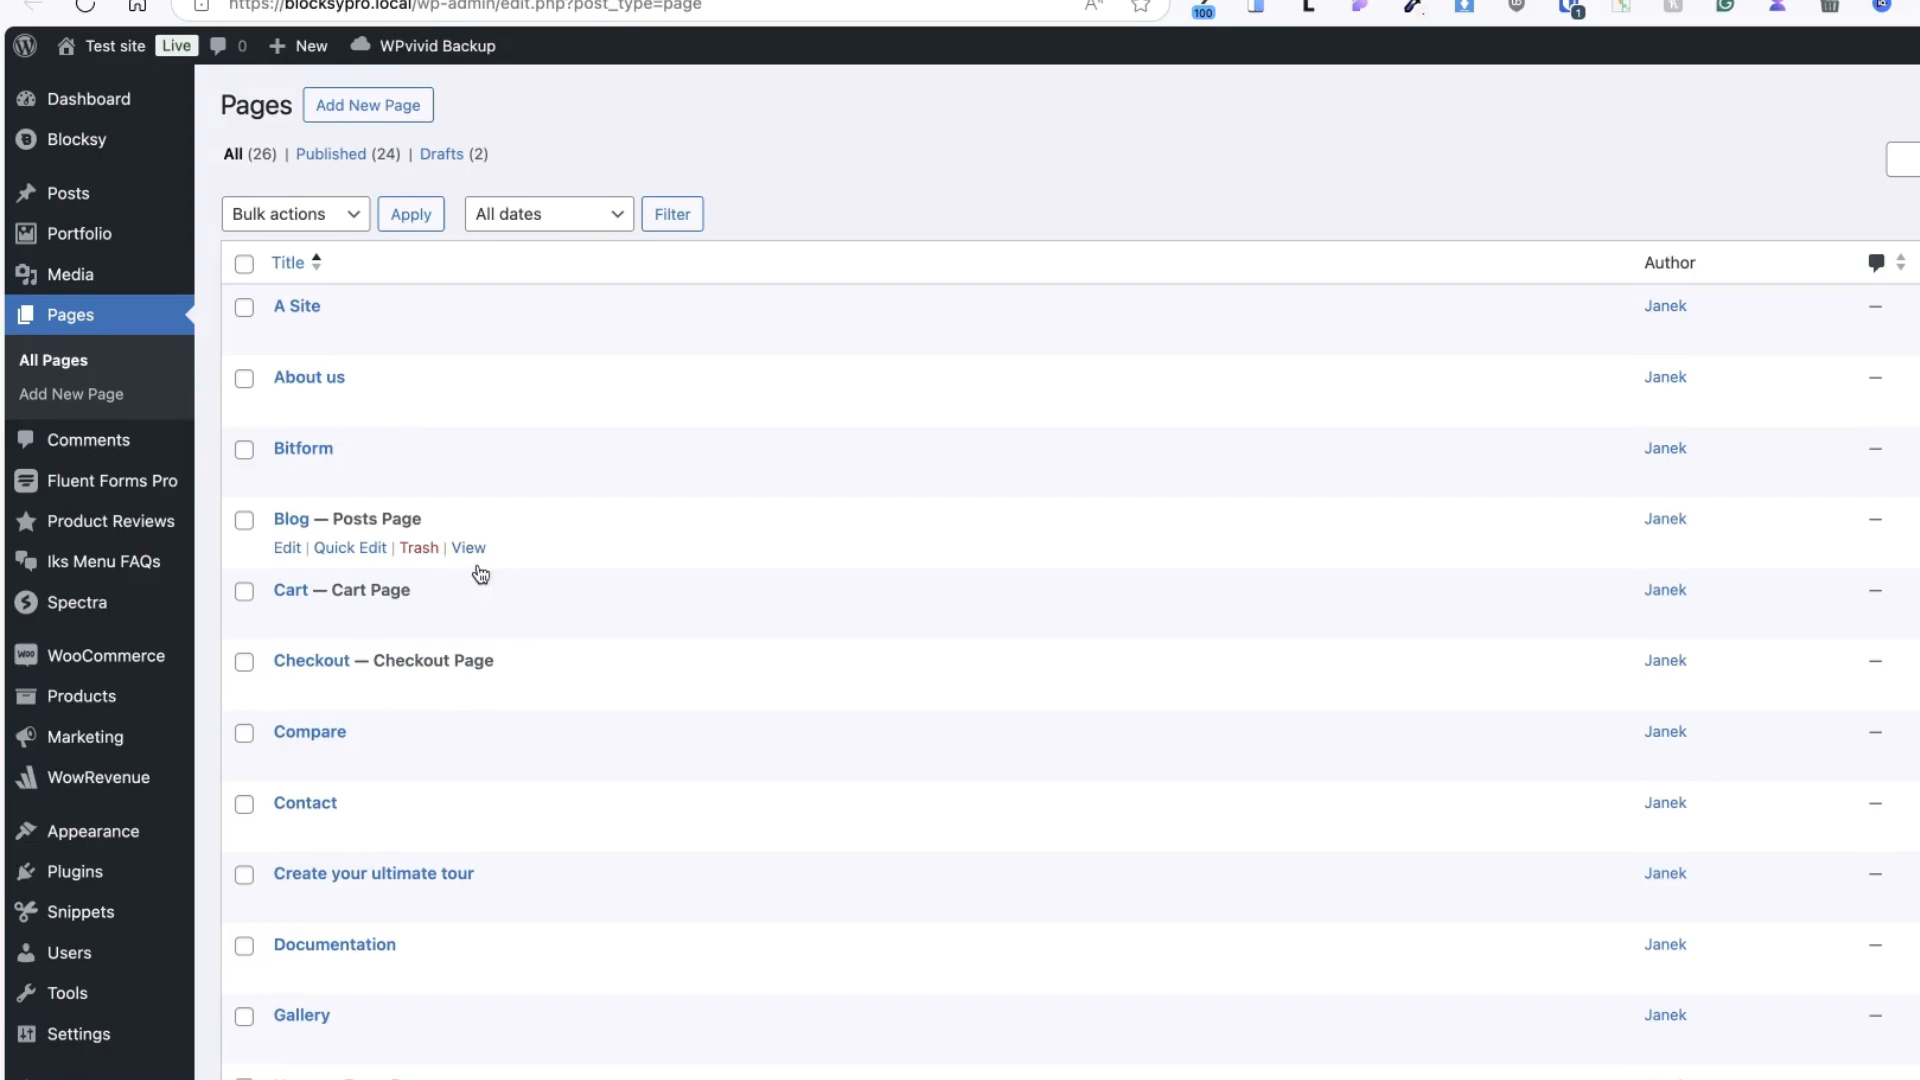 https://blocksypro.local/wp-admin/edit.php?post_type=page
100
1
Test site Live 0 New WPvivid Backup
Dashboard
Blocksy
Posts
Portfolio
Media
Pages
All Pages
Add New Page
Comments
Fluent Forms Pro
Product Reviews
Iks Menu FAQs
Spectra
WooCommerce
Products
Marketing
WowRevenue
Appearance
Plugins
Snippets
Users
Tools
Settings
Pages Add New Page
All (26) | Published (24) | Drafts (2)
Bulk actions Apply All dates Filter
Title Author
A Site Janek —
About us Janek —
Bitform Janek —
Blog — Posts Page Janek —
Edit | Quick Edit | Trash | View
Cart — Cart Page Janek —
Checkout — Checkout Page Janek —
Compare Janek —
Contact Janek —
Create your ultimate tour Janek —
Documentation Janek —
Gallery Janek —